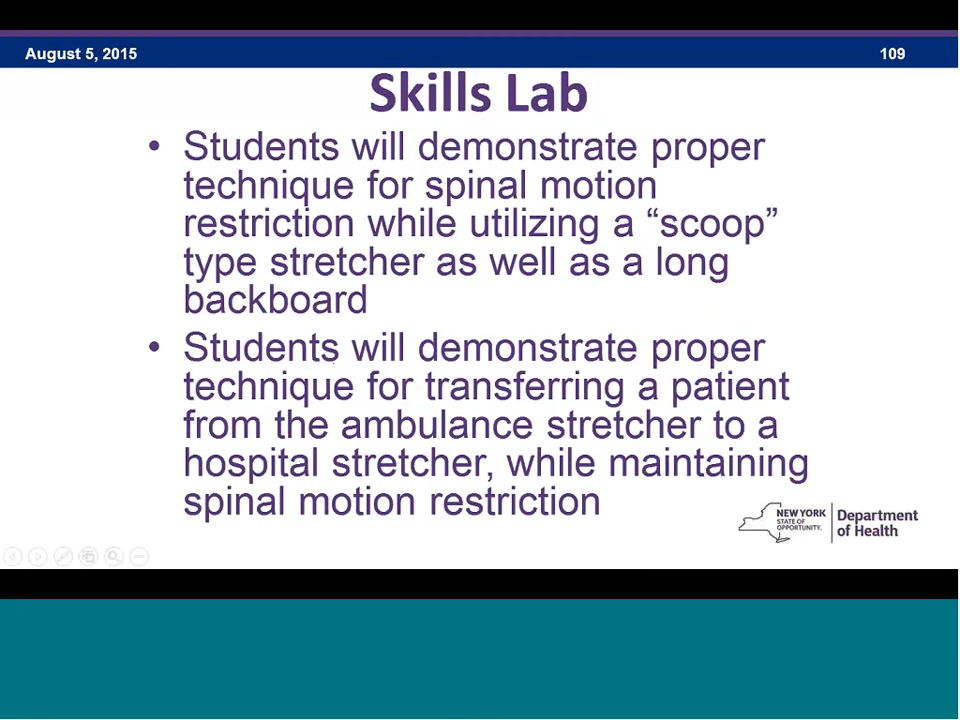 August 5, 2015
109
Skills Lab
• Students will demonstrate proper
technique for spinal motion
restriction while utilizing a “scoop”
type stretcher as well as a long
backboard
• Students will demonstrate proper
technique for transferring a patient
from the ambulance stretcher to a
hospital stretcher, while maintaining
spinal motion restriction
NEW YORK
STATE OF
OPPORTUNITY.
Department
of Health